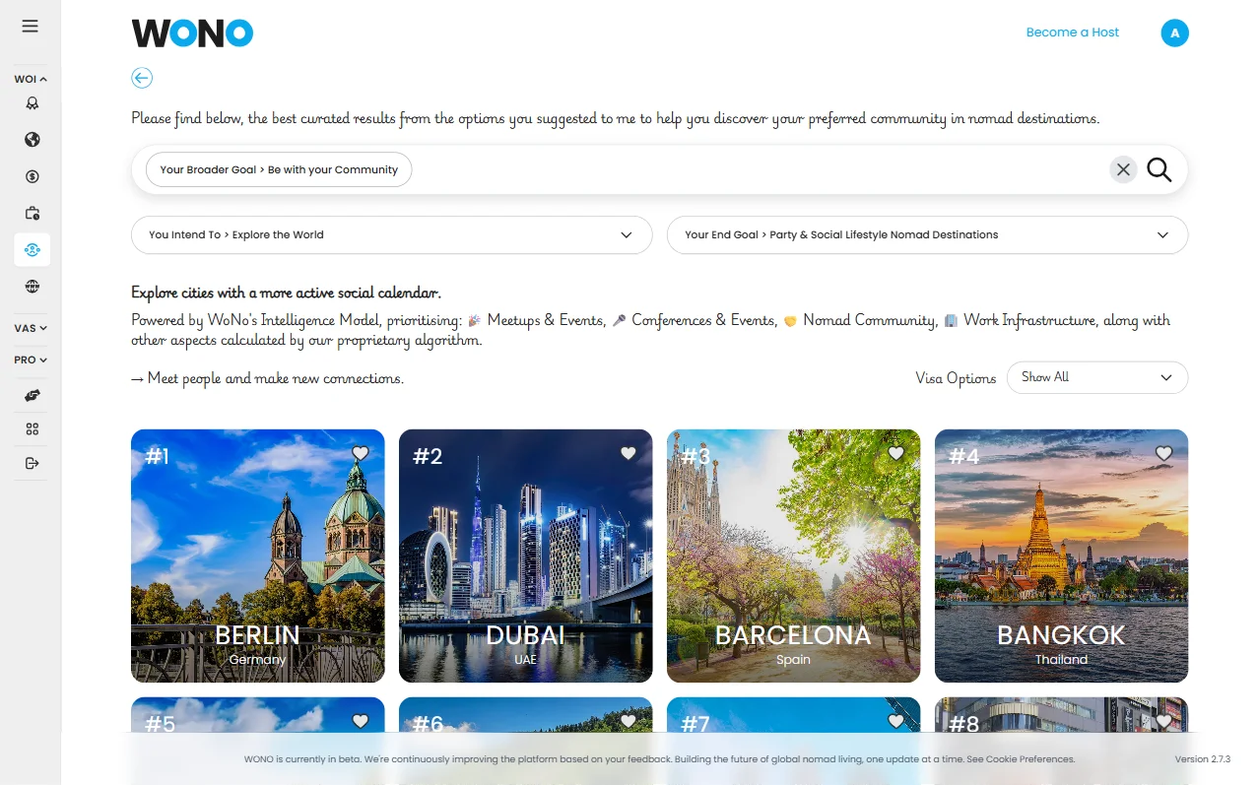 WONO
Become a Host
A
WOI
VAS
PRO
Please find below, the best curated results from the options you suggested to me to help you discover your preferred community in nomad destinations.
Your Broader Goal > Be with your Community
You Intend To > Explore the World
Your End Goal > Party & Social Lifestyle Nomad Destinations
Explore cities with a more active social calendar.
Powered by WoNo's Intelligence Model, prioritising: 🎉 Meetups & Events, 🎤 Conferences & Events, 🤝 Nomad Community, 🏢 Work Infrastructure, along with
other aspects calculated by our proprietary algorithm.
→ Meet people and make new connections.
Visa Options
Show All
#1
BERLIN
Germany
#2
DUBAI
UAE
#3
BARCELONA
Spain
#4
BANGKOK
Thailand
#5
#6
#7
#8
WONO is currently in beta. We're continuously improving the platform based on your feedback. Building the future of global nomad living, one update at a time. See Cookie Preferences.
Version 2.7.3